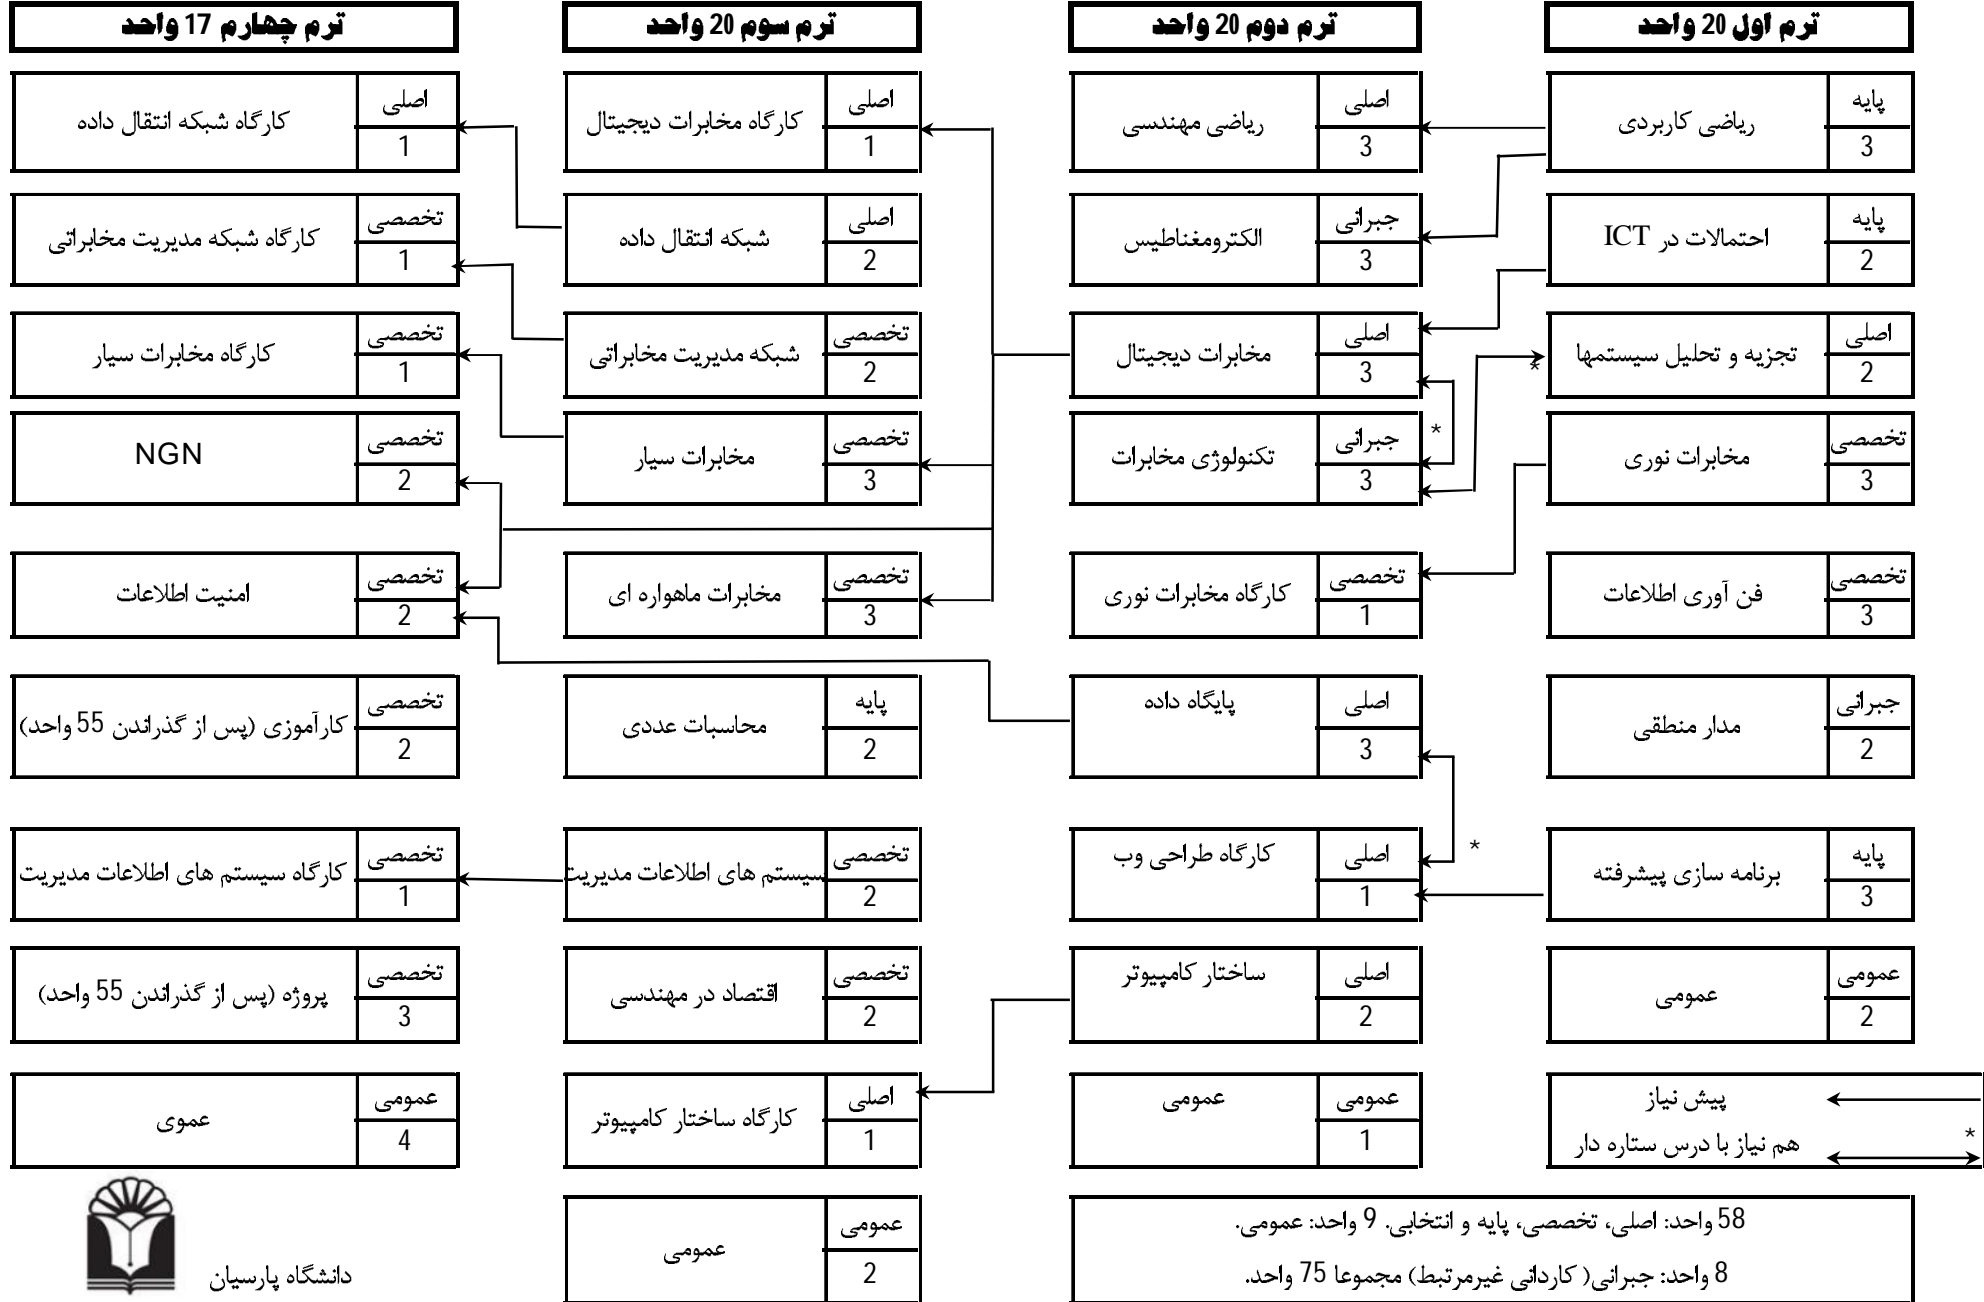 ترم اول 20 واحد
پایه
ریاضی کاربردی
3
پایه
احتمالات در ICT
2
اصلی
تجزیه و تحلیل سیستمها
2
*
تخصصی
مخابرات نوری
3
تخصصی
فن آوری اطلاعات
3
جبرانی
مدار منطقی
2
پایه
برنامه سازی پیشرفته
3
عمومی
عمومی
2
پیش نیاز
هم نیاز با درس ستاره دار
*
ترم دوم 20 واحد
اصلی
ریاضی مهندسی
3
جبرانی
الکترومغناطیس
3
اصلی
مخابرات دیجیتال
3
*
جبرانی
تکنولوژی مخابرات
3
تخصصی
کارگاه مخابرات نوری
1
اصلی
پایگاه داده
3
*
اصلی
کارگاه طراحی وب
1
اصلی
ساختار کامپیوتر
2
عمومی
عمومی
1
58 واحد: اصلی، تخصصی، پایه و انتخابی. 9 واحد: عمومی.
8 واحد: جبرانی( کاردانی غیرمرتبط) مجموعا 75 واحد.
ترم سوم 20 واحد
اصلی
کارگاه مخابرات دیجیتال
1
اصلی
شبکه انتقال داده
2
تخصصی
شبکه مدیریت مخابراتی
2
تخصصی
مخابرات سیار
3
تخصصی
مخابرات ماهواره ای
3
پایه
محاسبات عددی
2
تخصصی
سیستم های اطلاعات مدیریت
2
تخصصی
اقتصاد در مهندسی
2
اصلی
کارگاه ساختار کامپیوتر
1
عمومی
عمومی
2
ترم چهارم 17 واحد
اصلی
کارگاه شبکه انتقال داده
1
تخصصی
کارگاه شبکه مدیریت مخابراتی
1
تخصصی
کارگاه مخابرات سیار
1
تخصصی
NGN
2
تخصصی
امنیت اطلاعات
2
تخصصی
کارآموزی (پس از گذراندن 55 واحد)
2
تخصصی
کارگاه سیستم های اطلاعات مدیریت
1
تخصصی
پروژه (پس از گذراندن 55 واحد)
3
عمومی
عموی
4
دانشگاه پارسیان